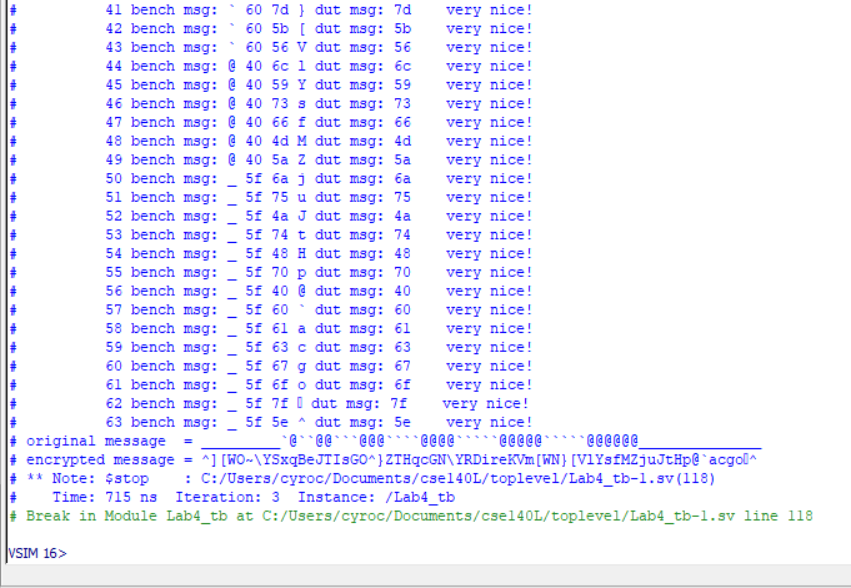 # 41 bench msg: ` 60 7d } dut msg: 7d very nice!
# 42 bench msg: ` 60 5b [ dut msg: 5b very nice!
# 43 bench msg: ` 60 56 V dut msg: 56 very nice!
# 44 bench msg: @ 40 6c l dut msg: 6c very nice!
# 45 bench msg: @ 40 59 Y dut msg: 59 very nice!
# 46 bench msg: @ 40 73 s dut msg: 73 very nice!
# 47 bench msg: @ 40 66 f dut msg: 66 very nice!
# 48 bench msg: @ 40 4d M dut msg: 4d very nice!
# 49 bench msg: @ 40 5a Z dut msg: 5a very nice!
# 50 bench msg: _ 5f 6a j dut msg: 6a very nice!
# 51 bench msg: _ 5f 75 u dut msg: 75 very nice!
# 52 bench msg: _ 5f 4a J dut msg: 4a very nice!
# 53 bench msg: _ 5f 74 t dut msg: 74 very nice!
# 54 bench msg: _ 5f 48 H dut msg: 48 very nice!
# 55 bench msg: _ 5f 70 p dut msg: 70 very nice!
# 56 bench msg: _ 5f 40 @ dut msg: 40 very nice!
# 57 bench msg: _ 5f 60 ` dut msg: 60 very nice!
# 58 bench msg: _ 5f 61 a dut msg: 61 very nice!
# 59 bench msg: _ 5f 63 c dut msg: 63 very nice!
# 60 bench msg: _ 5f 67 g dut msg: 67 very nice!
# 61 bench msg: _ 5f 6f o dut msg: 6f very nice!
# 62 bench msg: _ 5f 7f ▯ dut msg: 7f very nice!
# 63 bench msg: _ 5f 5e ^ dut msg: 5e very nice!
# original message = __________`@``@@```@@@````@@@@`````@@@@@`````@@@@@@______________
# encrypted message = ^][WO~\YSxqBeJTIsGO^}ZTHqcGN\YRDireKVm[WN}[VlYsfMZjuJtHp@`acgo▯^
# ** Note: $stop : C:/Users/cyroc/Documents/cse140L/toplevel/Lab4_tb-1.sv(118)
# Time: 715 ns Iteration: 3 Instance: /Lab4_tb
# Break in Module Lab4_tb at C:/Users/cyroc/Documents/cse140L/toplevel/Lab4_tb-1.sv line 118
VSIM 16>